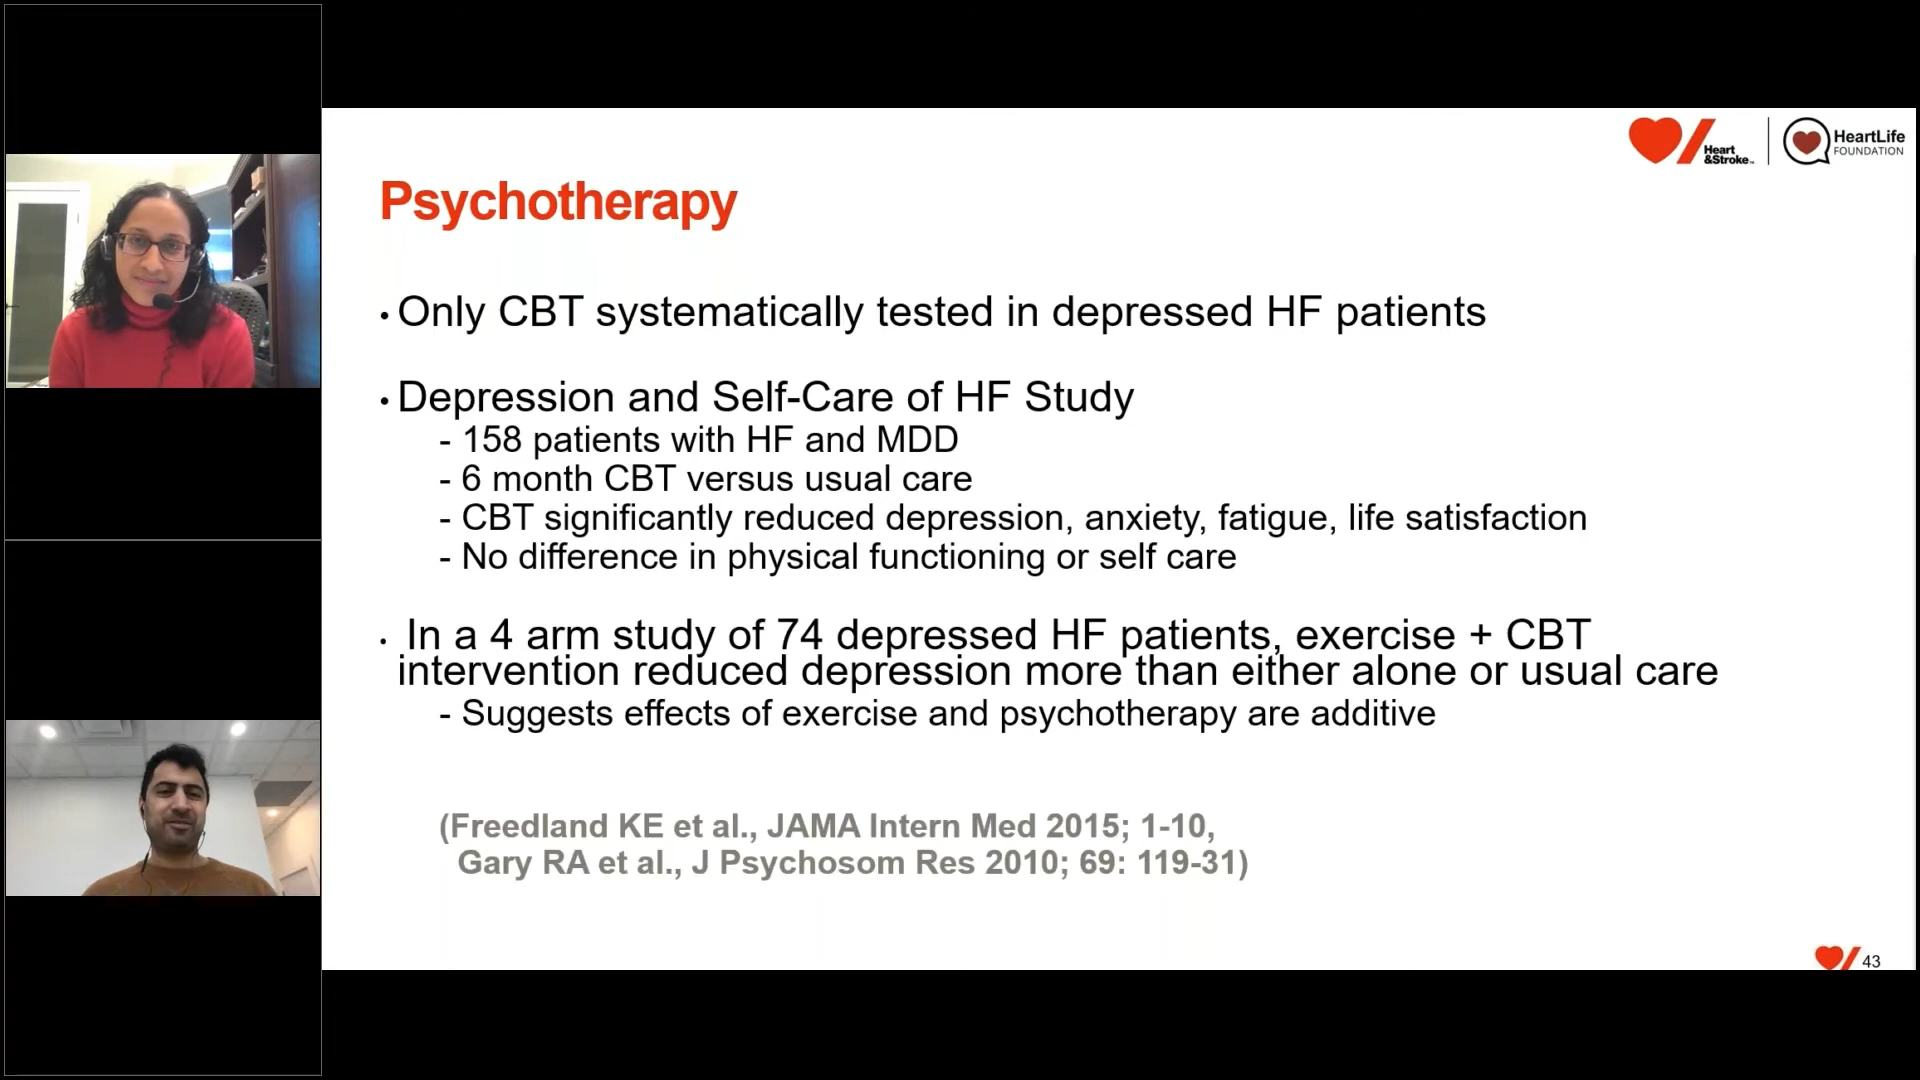 Heart
&Stroke™
HeartLife
FOUNDATION
Psychotherapy
• Only CBT systematically tested in depressed HF patients
• Depression and Self-Care of HF Study
- 158 patients with HF and MDD
- 6 month CBT versus usual care
- CBT significantly reduced depression, anxiety, fatigue, life satisfaction
- No difference in physical functioning or self care
• In a 4 arm study of 74 depressed HF patients, exercise + CBT
intervention reduced depression more than either alone or usual care
- Suggests effects of exercise and psychotherapy are additive
(Freedland KE et al., JAMA Intern Med 2015; 1-10,
Gary RA et al., J Psychosom Res 2010; 69: 119-31)
43